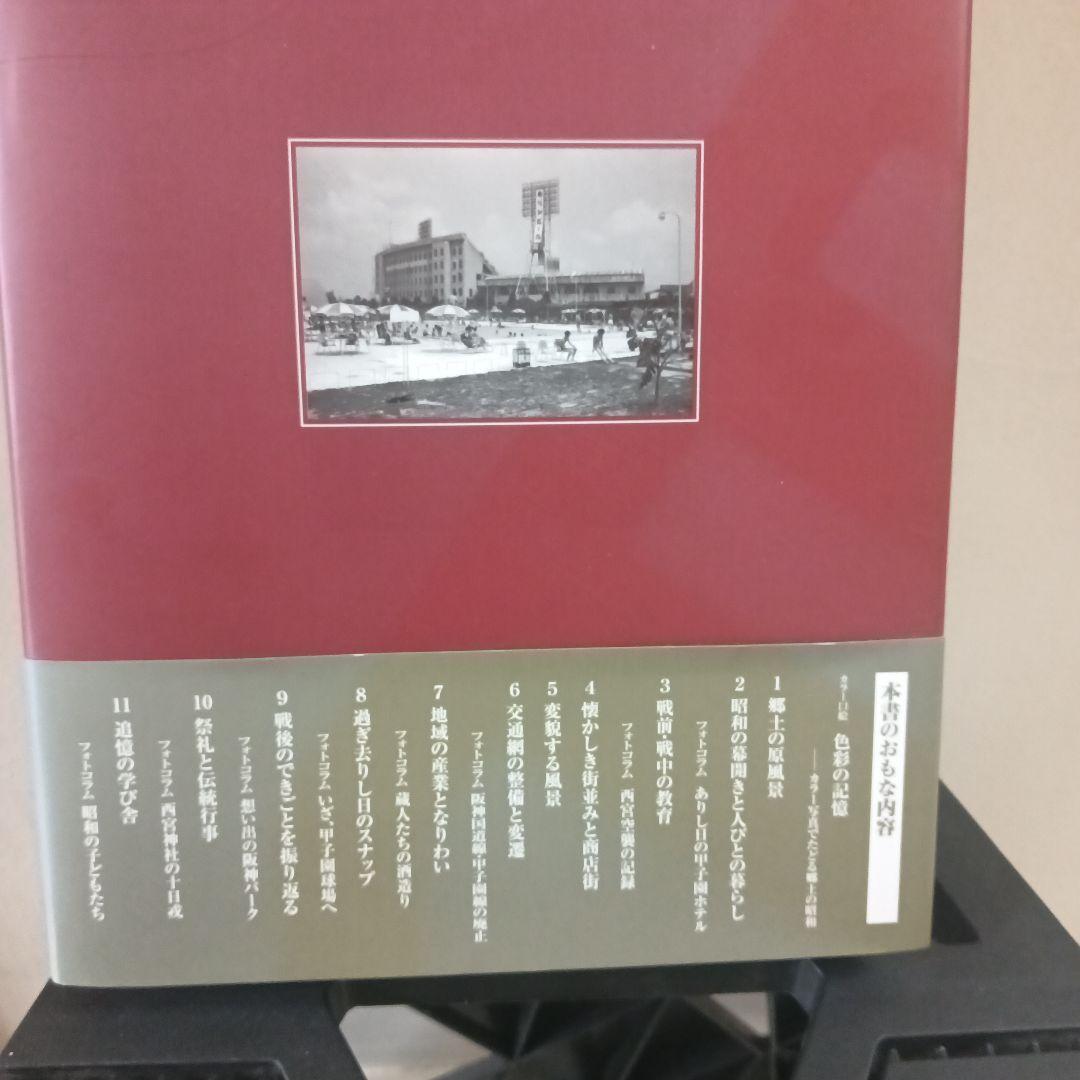 本書のおもな内容
カラー口絵 色彩の記憶
──カラー写真でたどる郷土の昭和
1 郷土の原風景
2 昭和の幕開きと人びとの暮らし
フォトコラム ありし日の甲子園ホテル
3 戦前・戦中の教育
フォトコラム 西宮空襲の記録
4 懐かしき街並みと商店街
5 変貌する風景
6 交通網の整備と変遷
フォトコラム 阪神国道線・甲子園線の廃止
7 地域の産業となりわい
フォトコラム 蔵人たちの酒造り
8 過ぎ去りし日のスナップ
フォトコラム いざ、甲子園球場へ
9 戦後のできごとを振り返る
フォトコラム 想い出の阪神パーク
10 祭礼と伝統行事
フォトコラム 西宮神社の十日戎
11 追憶の学び舎
フォトコラム 昭和の子どもたち